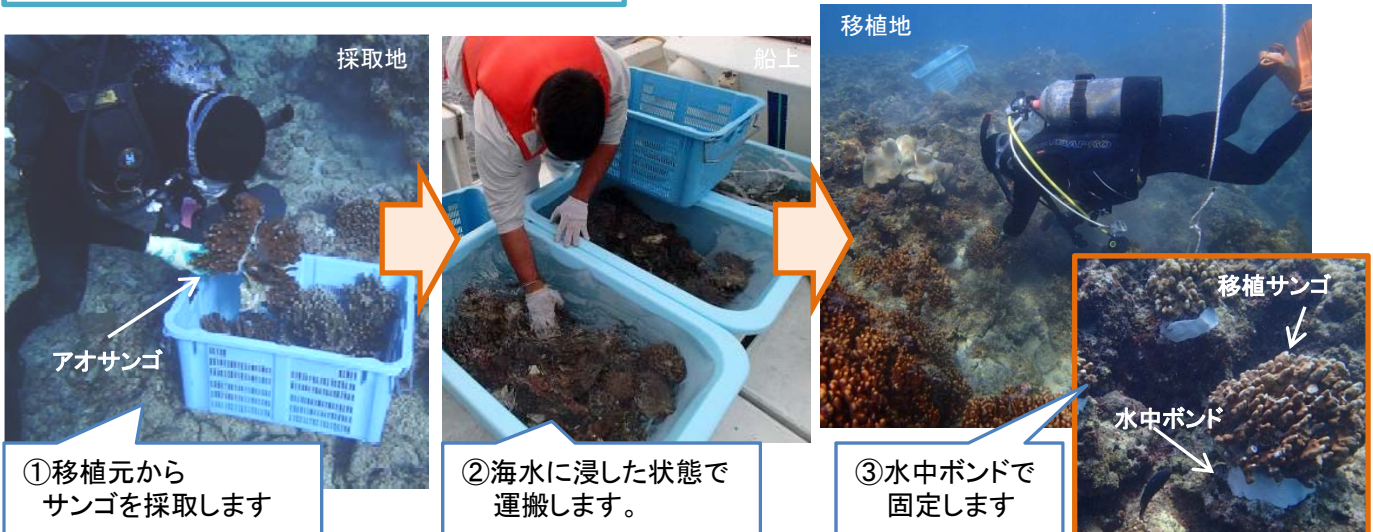 採取地
アオサンゴ
①移植元から
サンゴを採取します
船上
②海水に浸した状態で
運搬します。
移植地
③水中ボンドで
固定します
移植サンゴ
水中ボンド